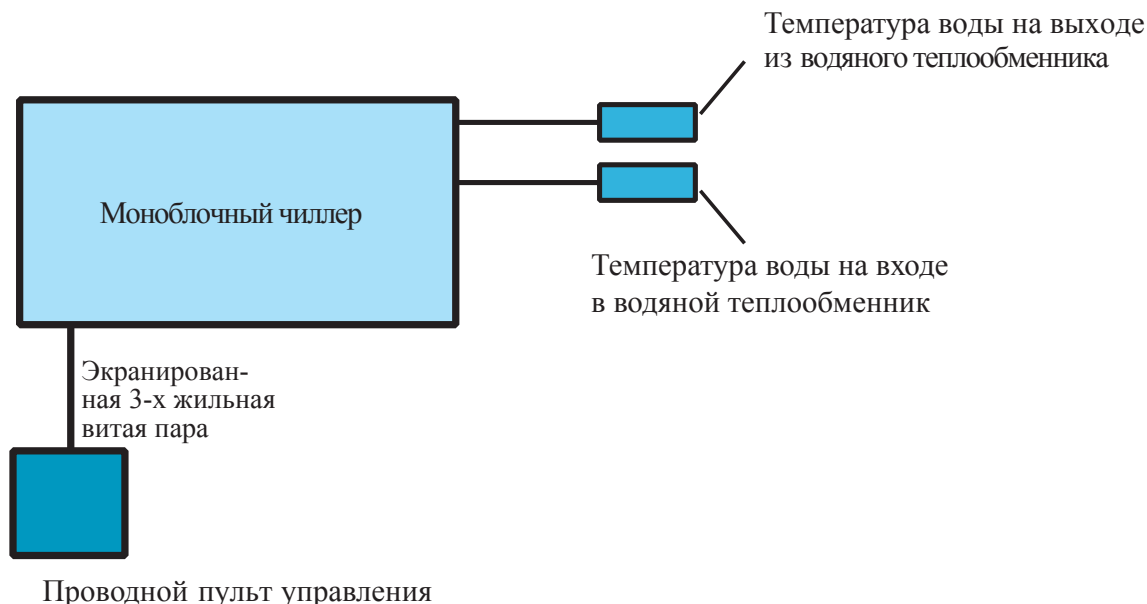 Температура воды на выходе
из водяного теплообменника
Моноблочный чиллер
Температура воды на входе
в водяной теплообменник
Экранирован-
ная 3-х жильная
витая пара
Проводной пульт управления